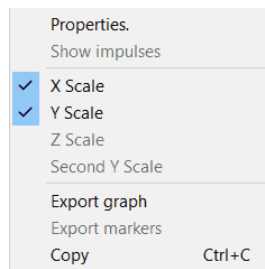 Properties.
Show impulses
X Scale
Y Scale
Z Scale
Second Y Scale
Export graph
Export markers
Copy Ctrl+C